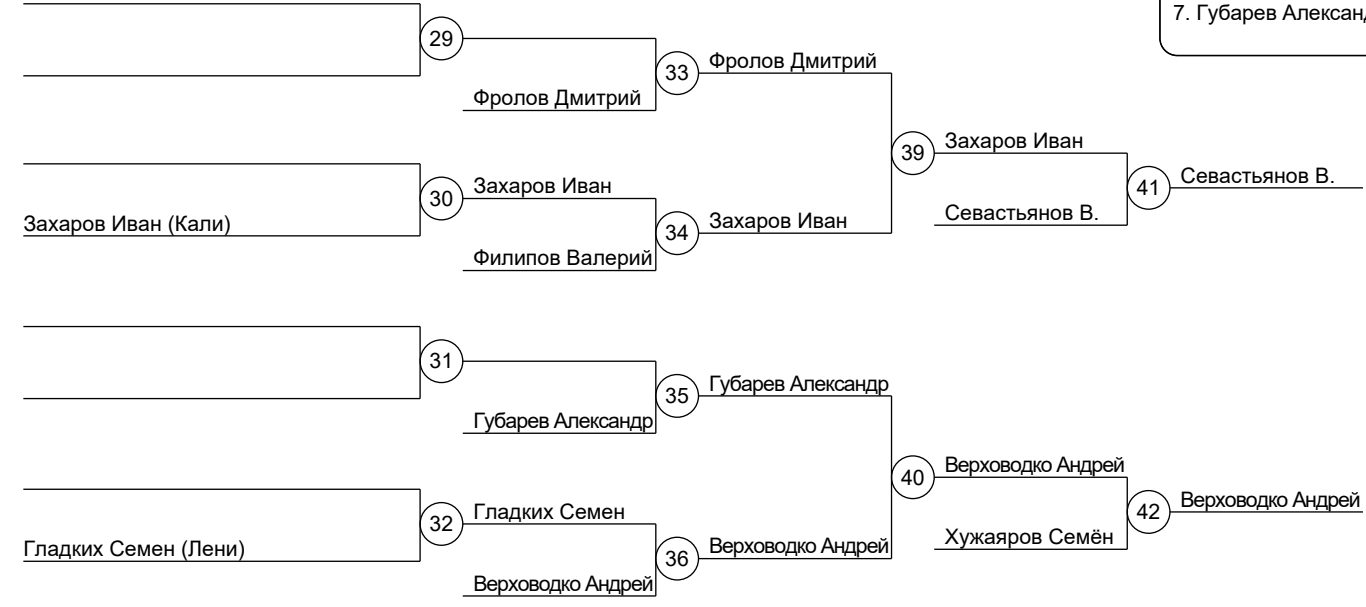 7. Губарев Алексан
29
33
Фролов Дмитрий
Фролов Дмитрий
39
Захаров Иван
41
Севастьянов В.
30
Захаров Иван
Захаров Иван (Кали)
34
Захаров Иван
Севастьянов В.
Филипов Валерий
31
35
Губарев Александр
Губарев Александр
40
Верховодко Андрей
42
Верховодко Андрей
32
Гладких Семен
Хужаяров Семён
Гладких Семен (Лени)
36
Верховодко Андрей
Верховодко Андрей